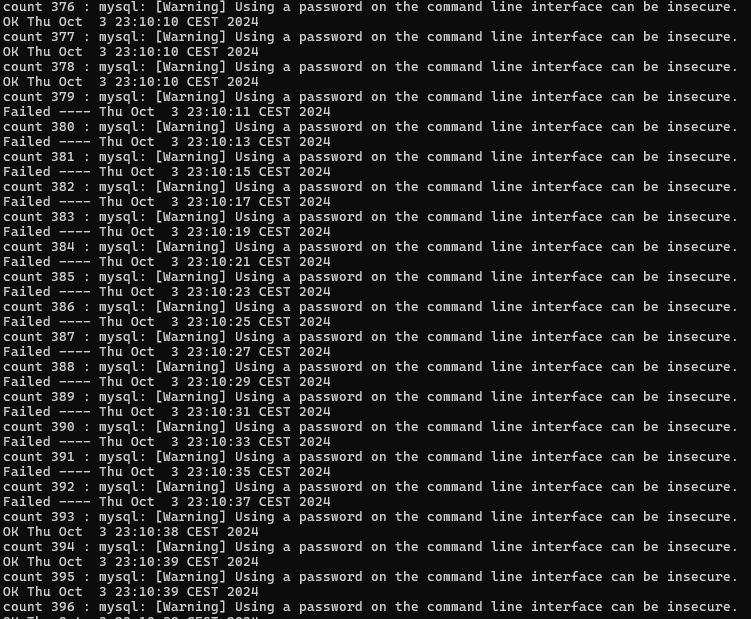 count 376 : mysql: [Warning] Using a password on the command line interface can be insecure.
OK Thu Oct  3 23:10:10 CEST 2024
count 377 : mysql: [Warning] Using a password on the command line interface can be insecure.
OK Thu Oct  3 23:10:10 CEST 2024
count 378 : mysql: [Warning] Using a password on the command line interface can be insecure.
OK Thu Oct  3 23:10:10 CEST 2024
count 379 : mysql: [Warning] Using a password on the command line interface can be insecure.
Failed ---- Thu Oct  3 23:10:11 CEST 2024
count 380 : mysql: [Warning] Using a password on the command line interface can be insecure.
Failed ---- Thu Oct  3 23:10:13 CEST 2024
count 381 : mysql: [Warning] Using a password on the command line interface can be insecure.
Failed ---- Thu Oct  3 23:10:15 CEST 2024
count 382 : mysql: [Warning] Using a password on the command line interface can be insecure.
Failed ---- Thu Oct  3 23:10:17 CEST 2024
count 383 : mysql: [Warning] Using a password on the command line interface can be insecure.
Failed ---- Thu Oct  3 23:10:19 CEST 2024
count 384 : mysql: [Warning] Using a password on the command line interface can be insecure.
Failed ---- Thu Oct  3 23:10:21 CEST 2024
count 385 : mysql: [Warning] Using a password on the command line interface can be insecure.
Failed ---- Thu Oct  3 23:10:23 CEST 2024
count 386 : mysql: [Warning] Using a password on the command line interface can be insecure.
Failed ---- Thu Oct  3 23:10:25 CEST 2024
count 387 : mysql: [Warning] Using a password on the command line interface can be insecure.
Failed ---- Thu Oct  3 23:10:27 CEST 2024
count 388 : mysql: [Warning] Using a password on the command line interface can be insecure.
Failed ---- Thu Oct  3 23:10:29 CEST 2024
count 389 : mysql: [Warning] Using a password on the command line interface can be insecure.
Failed ---- Thu Oct  3 23:10:31 CEST 2024
count 390 : mysql: [Warning] Using a password on the command line interface can be insecure.
Failed ---- Thu Oct  3 23:10:33 CEST 2024
count 391 : mysql: [Warning] Using a password on the command line interface can be insecure.
Failed ---- Thu Oct  3 23:10:35 CEST 2024
count 392 : mysql: [Warning] Using a password on the command line interface can be insecure.
Failed ---- Thu Oct  3 23:10:37 CEST 2024
count 393 : mysql: [Warning] Using a password on the command line interface can be insecure.
OK Thu Oct  3 23:10:38 CEST 2024
count 394 : mysql: [Warning] Using a password on the command line interface can be insecure.
OK Thu Oct  3 23:10:39 CEST 2024
count 395 : mysql: [Warning] Using a password on the command line interface can be insecure.
OK Thu Oct  3 23:10:39 CEST 2024
count 396 : mysql: [Warning] Using a password on the command line interface can be insecure.